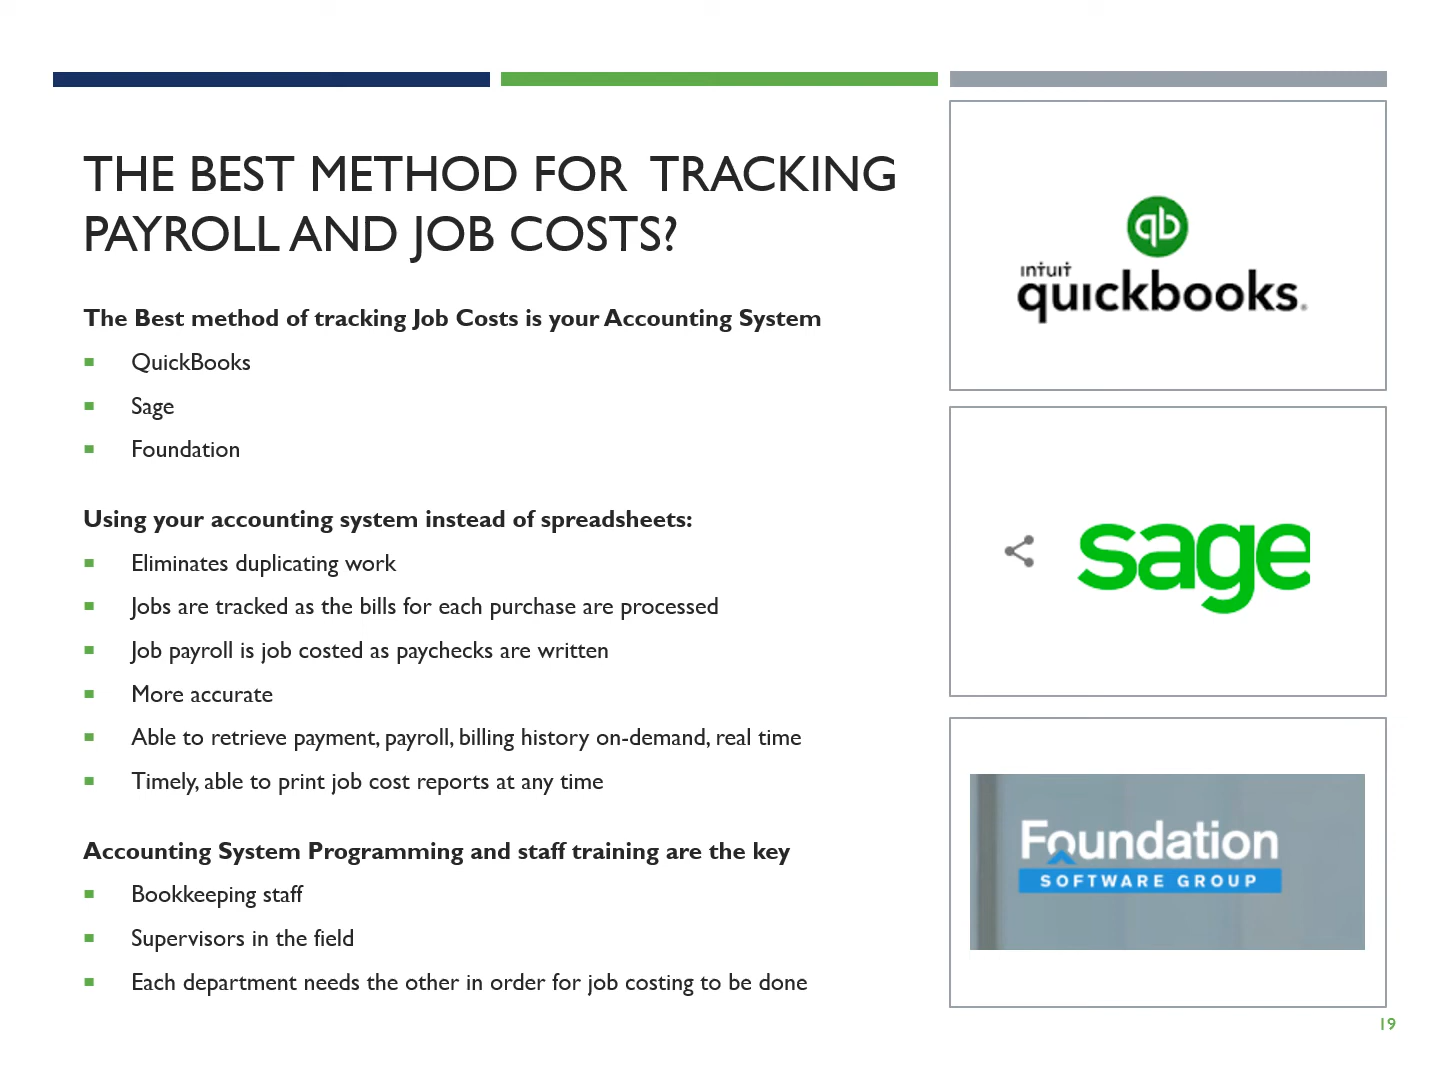 THE BEST METHOD FOR TRACKING
PAYROLL AND JOB COSTS?
The Best method of tracking Job Costs is your Accounting System
QuickBooks
Sage
Foundation
Using your accounting system instead of spreadsheets:
Eliminates duplicating work
Jobs are tracked as the bills for each purchase are processed
Job payroll is job costed as paychecks are written
More accurate
Able to retrieve payment, payroll, billing history on-demand, real time
Timely, able to print job cost reports at any time
Accounting System Programming and staff training are the key
Bookkeeping staff
Supervisors in the field
Each department needs the other in order for job costing to be done
qb
intuit
quickbooks.
sage
Foundation
SOFTWARE GROUP
19